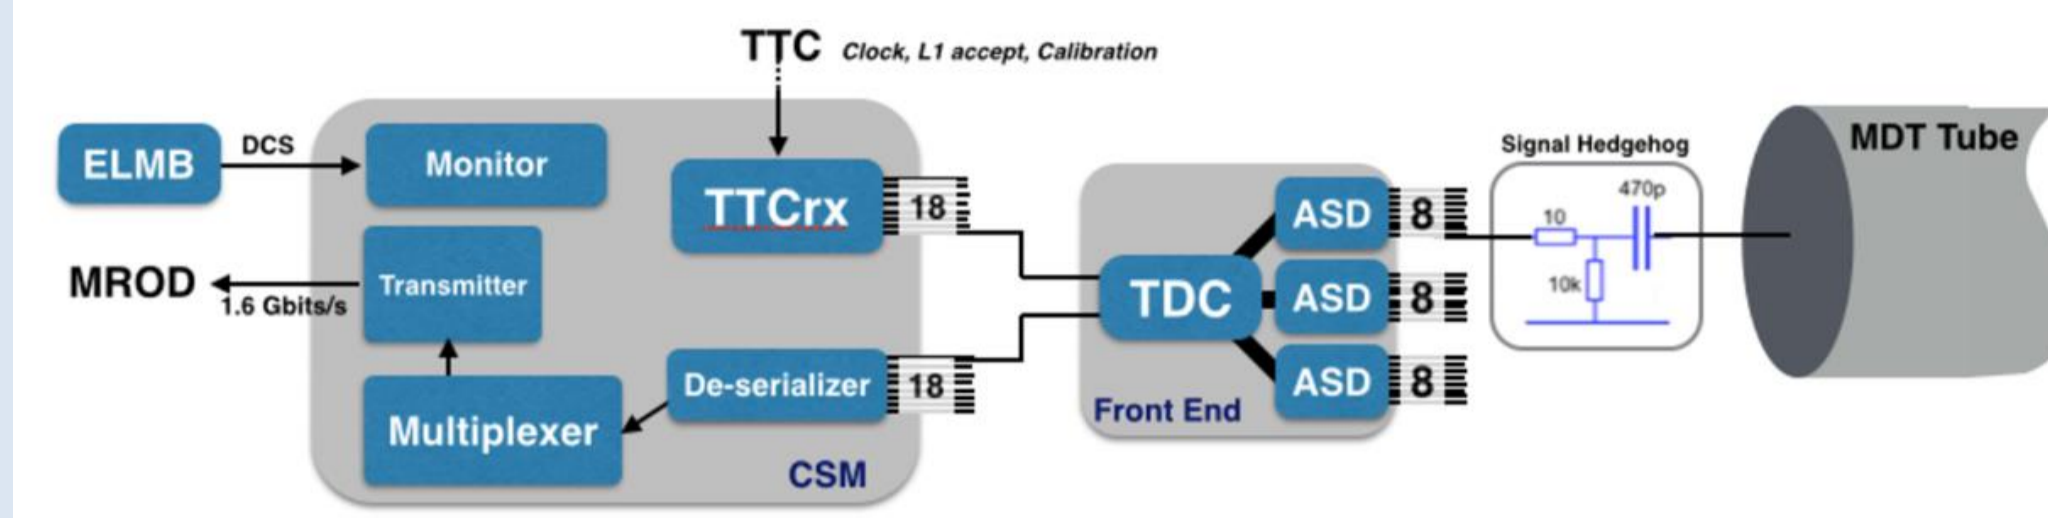 TTC Clock, L1 accept, Calibration
ELMB
DCS
Monitor
TTCrx
18
Transmitter
MROD
1.6 Gbits/s
Multiplexer
De-serializer
18
CSM
TDC
ASD
8
ASD
8
ASD
8
Front End
Signal Hedgehog
470p
10
10k
MDT Tube